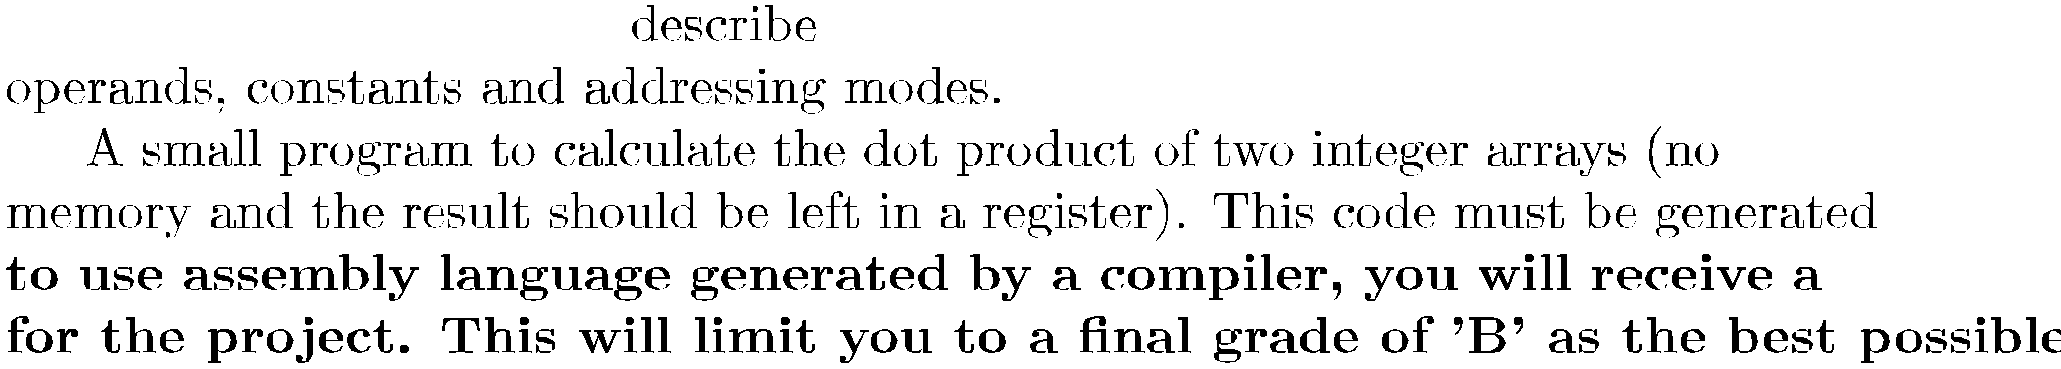 describe
operands, constants and addressing modes.
A small program to calculate the dot product of two integer arrays (no
memory and the result should be left in a register). This code must be generated
to use assembly language generated by a compiler, you will receive a
for the project. This will limit you to a final grade of 'B' as the best possible